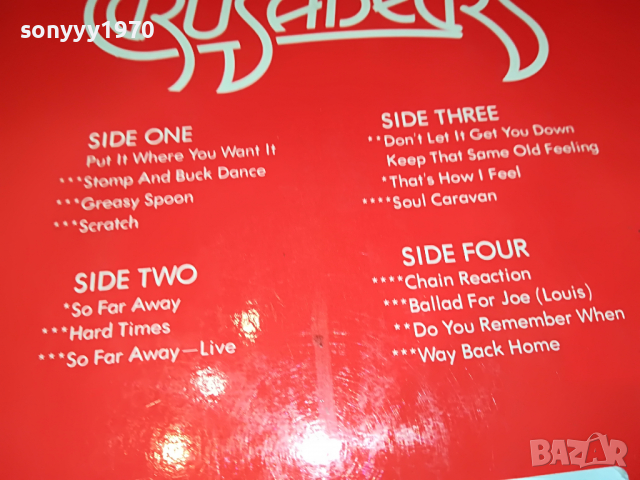 sonyyy1970
CRUSADERS
SIDE ONE
Put It Where You Want It
***Stomp And Buck Dance
***Greasy Spoon
***Scratch
SIDE TWO
*So Far Away
***Hard Times
***So Far Away—Live
SIDE THREE
**Don't Let It Get You Down
Keep That Same Old Feeling
*That's How I Feel
****Soul Caravan
SIDE FOUR
****Chain Reaction
***Ballad For Joe (Louis)
**Do You Remember When
***Way Back Home
BAZAR